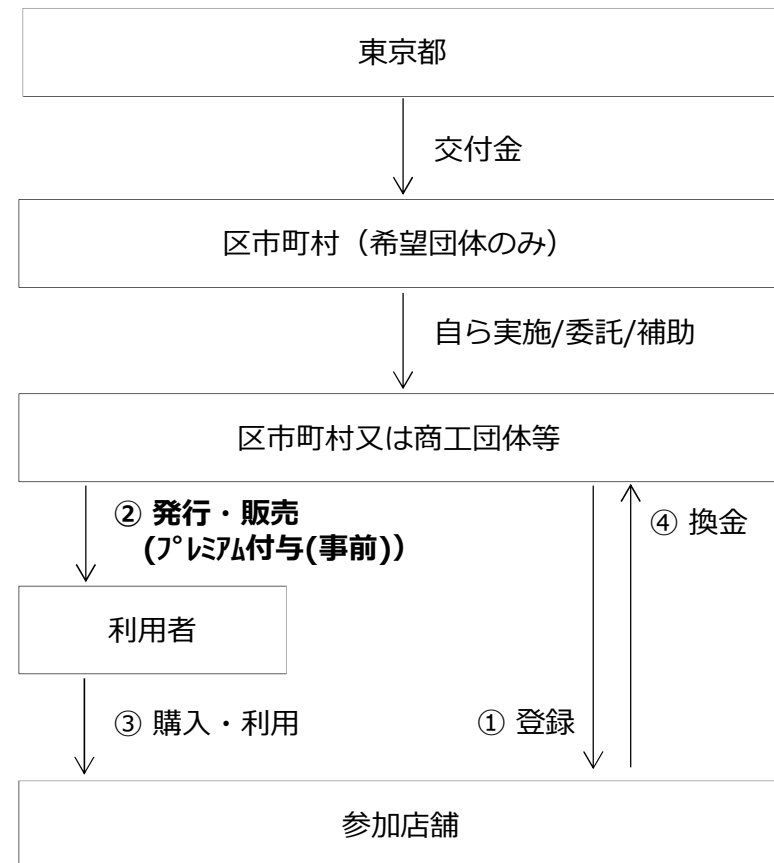 東京都
交付金
区市町村（希望団体のみ）
自ら実施/委託/補助
区市町村又は商工団体等
② 発行・販売
(ﾌﾟﾚﾐｱﾑ付与(事前)）
④ 換金
利用者
③ 購入・利用
① 登録
参加店舗